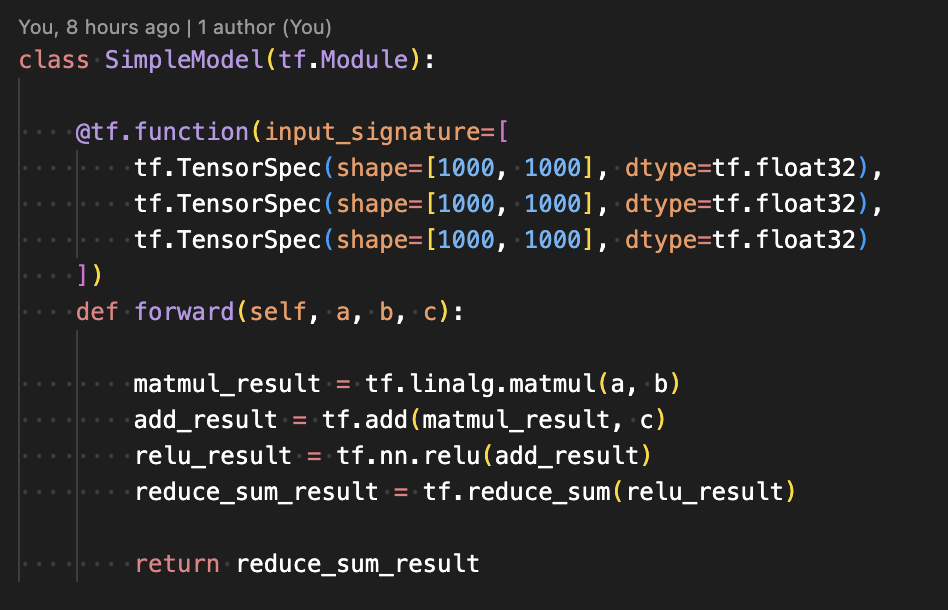 You, 8 hours ago | 1 author (You)
class SimpleModel(tf.Module):
    @tf.function(input_signature=[
        tf.TensorSpec(shape=[1000, 1000], dtype=tf.float32),
        tf.TensorSpec(shape=[1000, 1000], dtype=tf.float32),
        tf.TensorSpec(shape=[1000, 1000], dtype=tf.float32)
    ])
    def forward(self, a, b, c):
        matmul_result = tf.linalg.matmul(a, b)
        add_result = tf.add(matmul_result, c)
        relu_result = tf.nn.relu(add_result)
        reduce_sum_result = tf.reduce_sum(relu_result)
        return reduce_sum_result